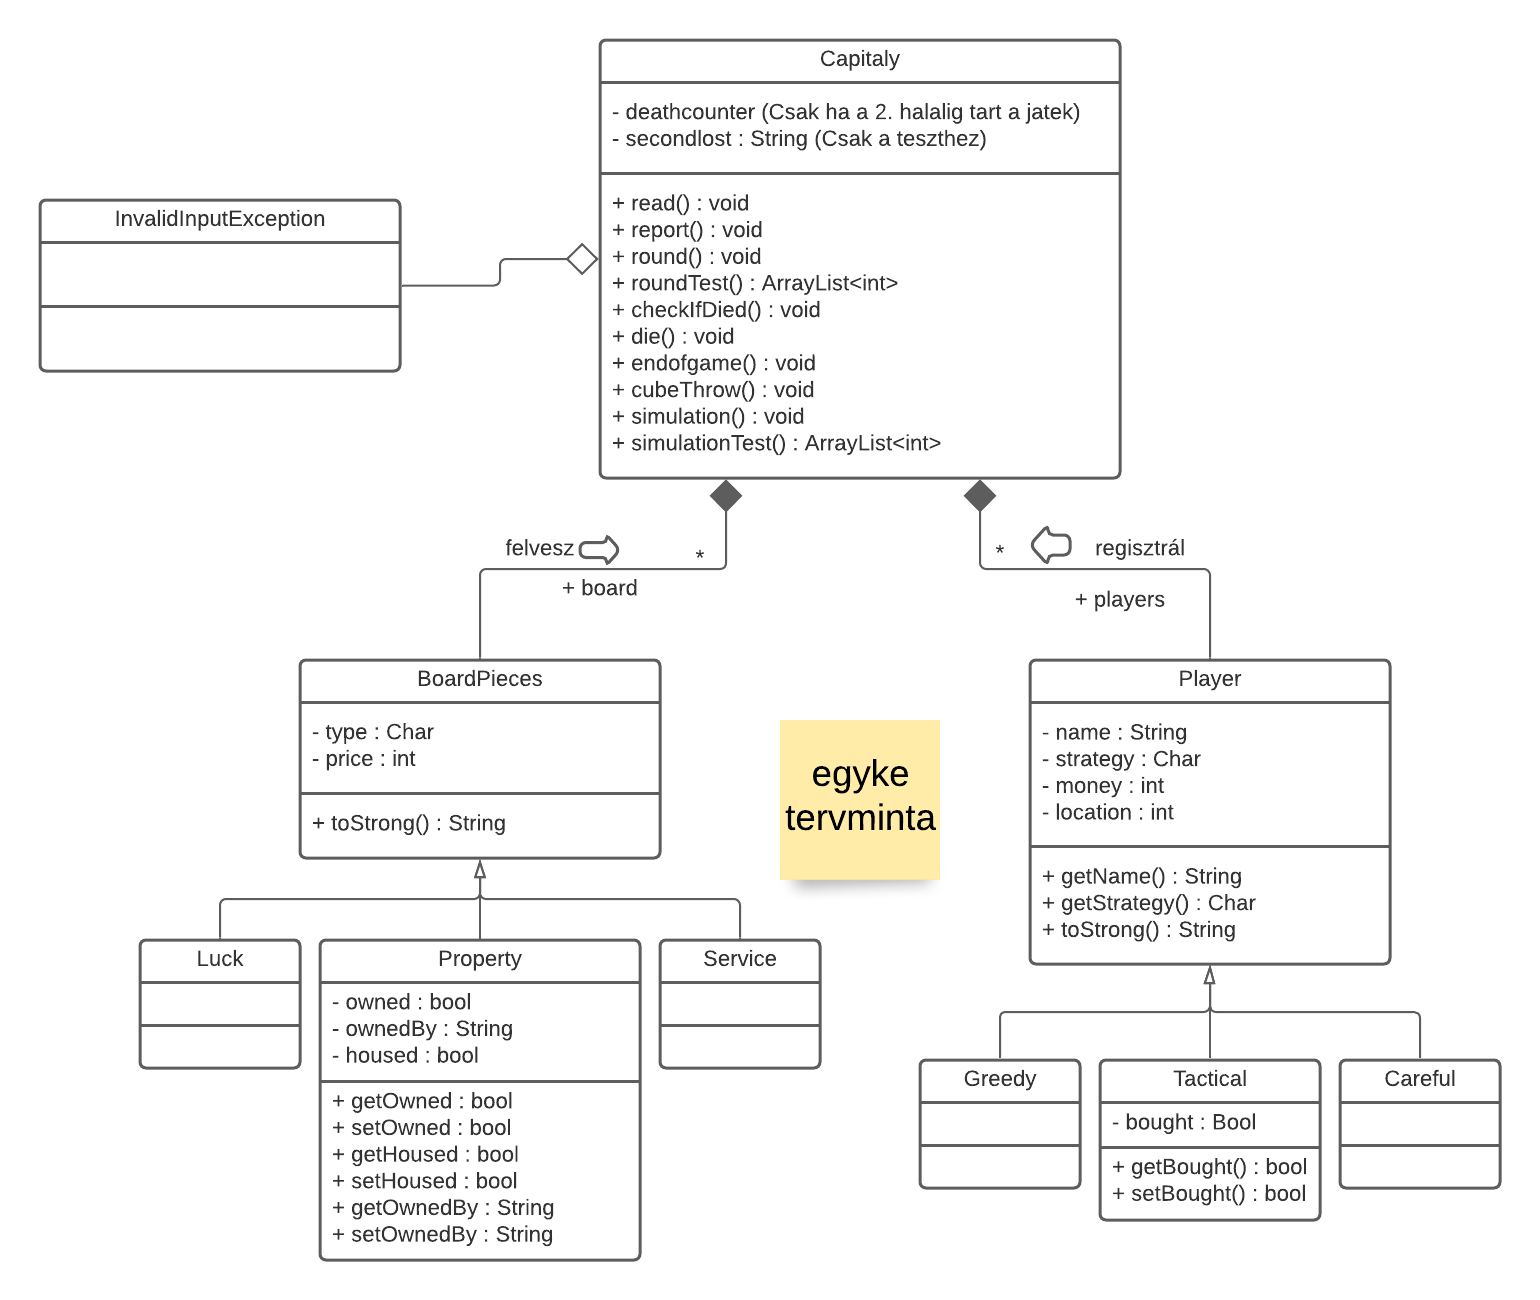 Capitaly
- deathcounter (Csak ha a 2. halalig tart a jatek)
- secondlost : String (Csak a teszthez)
+ read() : void
+ report() : void
+ round() : void
+ roundTest() : ArrayList<int>
+ checkIfDied() : void
+ die() : void
+ endofgame() : void
+ cubeThrow() : void
+ simulation() : void
+ simulationTest() : ArrayList<int>
InvalidInputException
felvesz
*
+ board
*
regisztrál
+ players
BoardPieces
- type : Char
- price : int
+ toStrong() : String
egyke
tervminta
Player
- name : String
- strategy : Char
- money : int
- location : int
+ getName() : String
+ getStrategy() : Char
+ toStrong() : String
Luck
Property
- owned : bool
- ownedBy : String
- housed : bool
+ getOwned : bool
+ setOwned : bool
+ getHoused : bool
+ setHoused : bool
+ getOwnedBy : String
+ setOwnedBy : String
Service
Greedy
Tactical
- bought : Bool
+ getBought() : bool
+ setBought() : bool
Careful